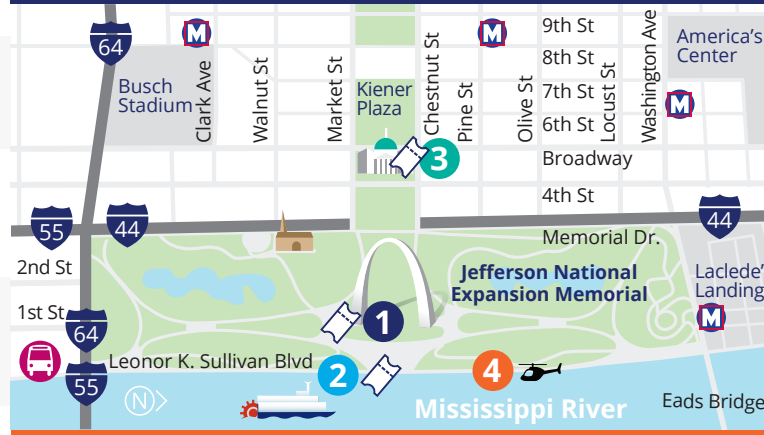 64
M
M
9th St
America's
Center
8th St
Busch
Stadium
Clark Ave
Walnut St
Market St
Kiener
Plaza
Chestnut St
Pine St
Olive St
7th St
Locust St
Washington Ave
M
6th St
3
Broadway
4th St
55
44
44
Memorial Dr.
2nd St
Jefferson National
Expansion Memorial
Laclede'
Landing
1st St
64
1
M
Leonor K. Sullivan Blvd
2
4
55
N
Mississippi River
Eads Bridge